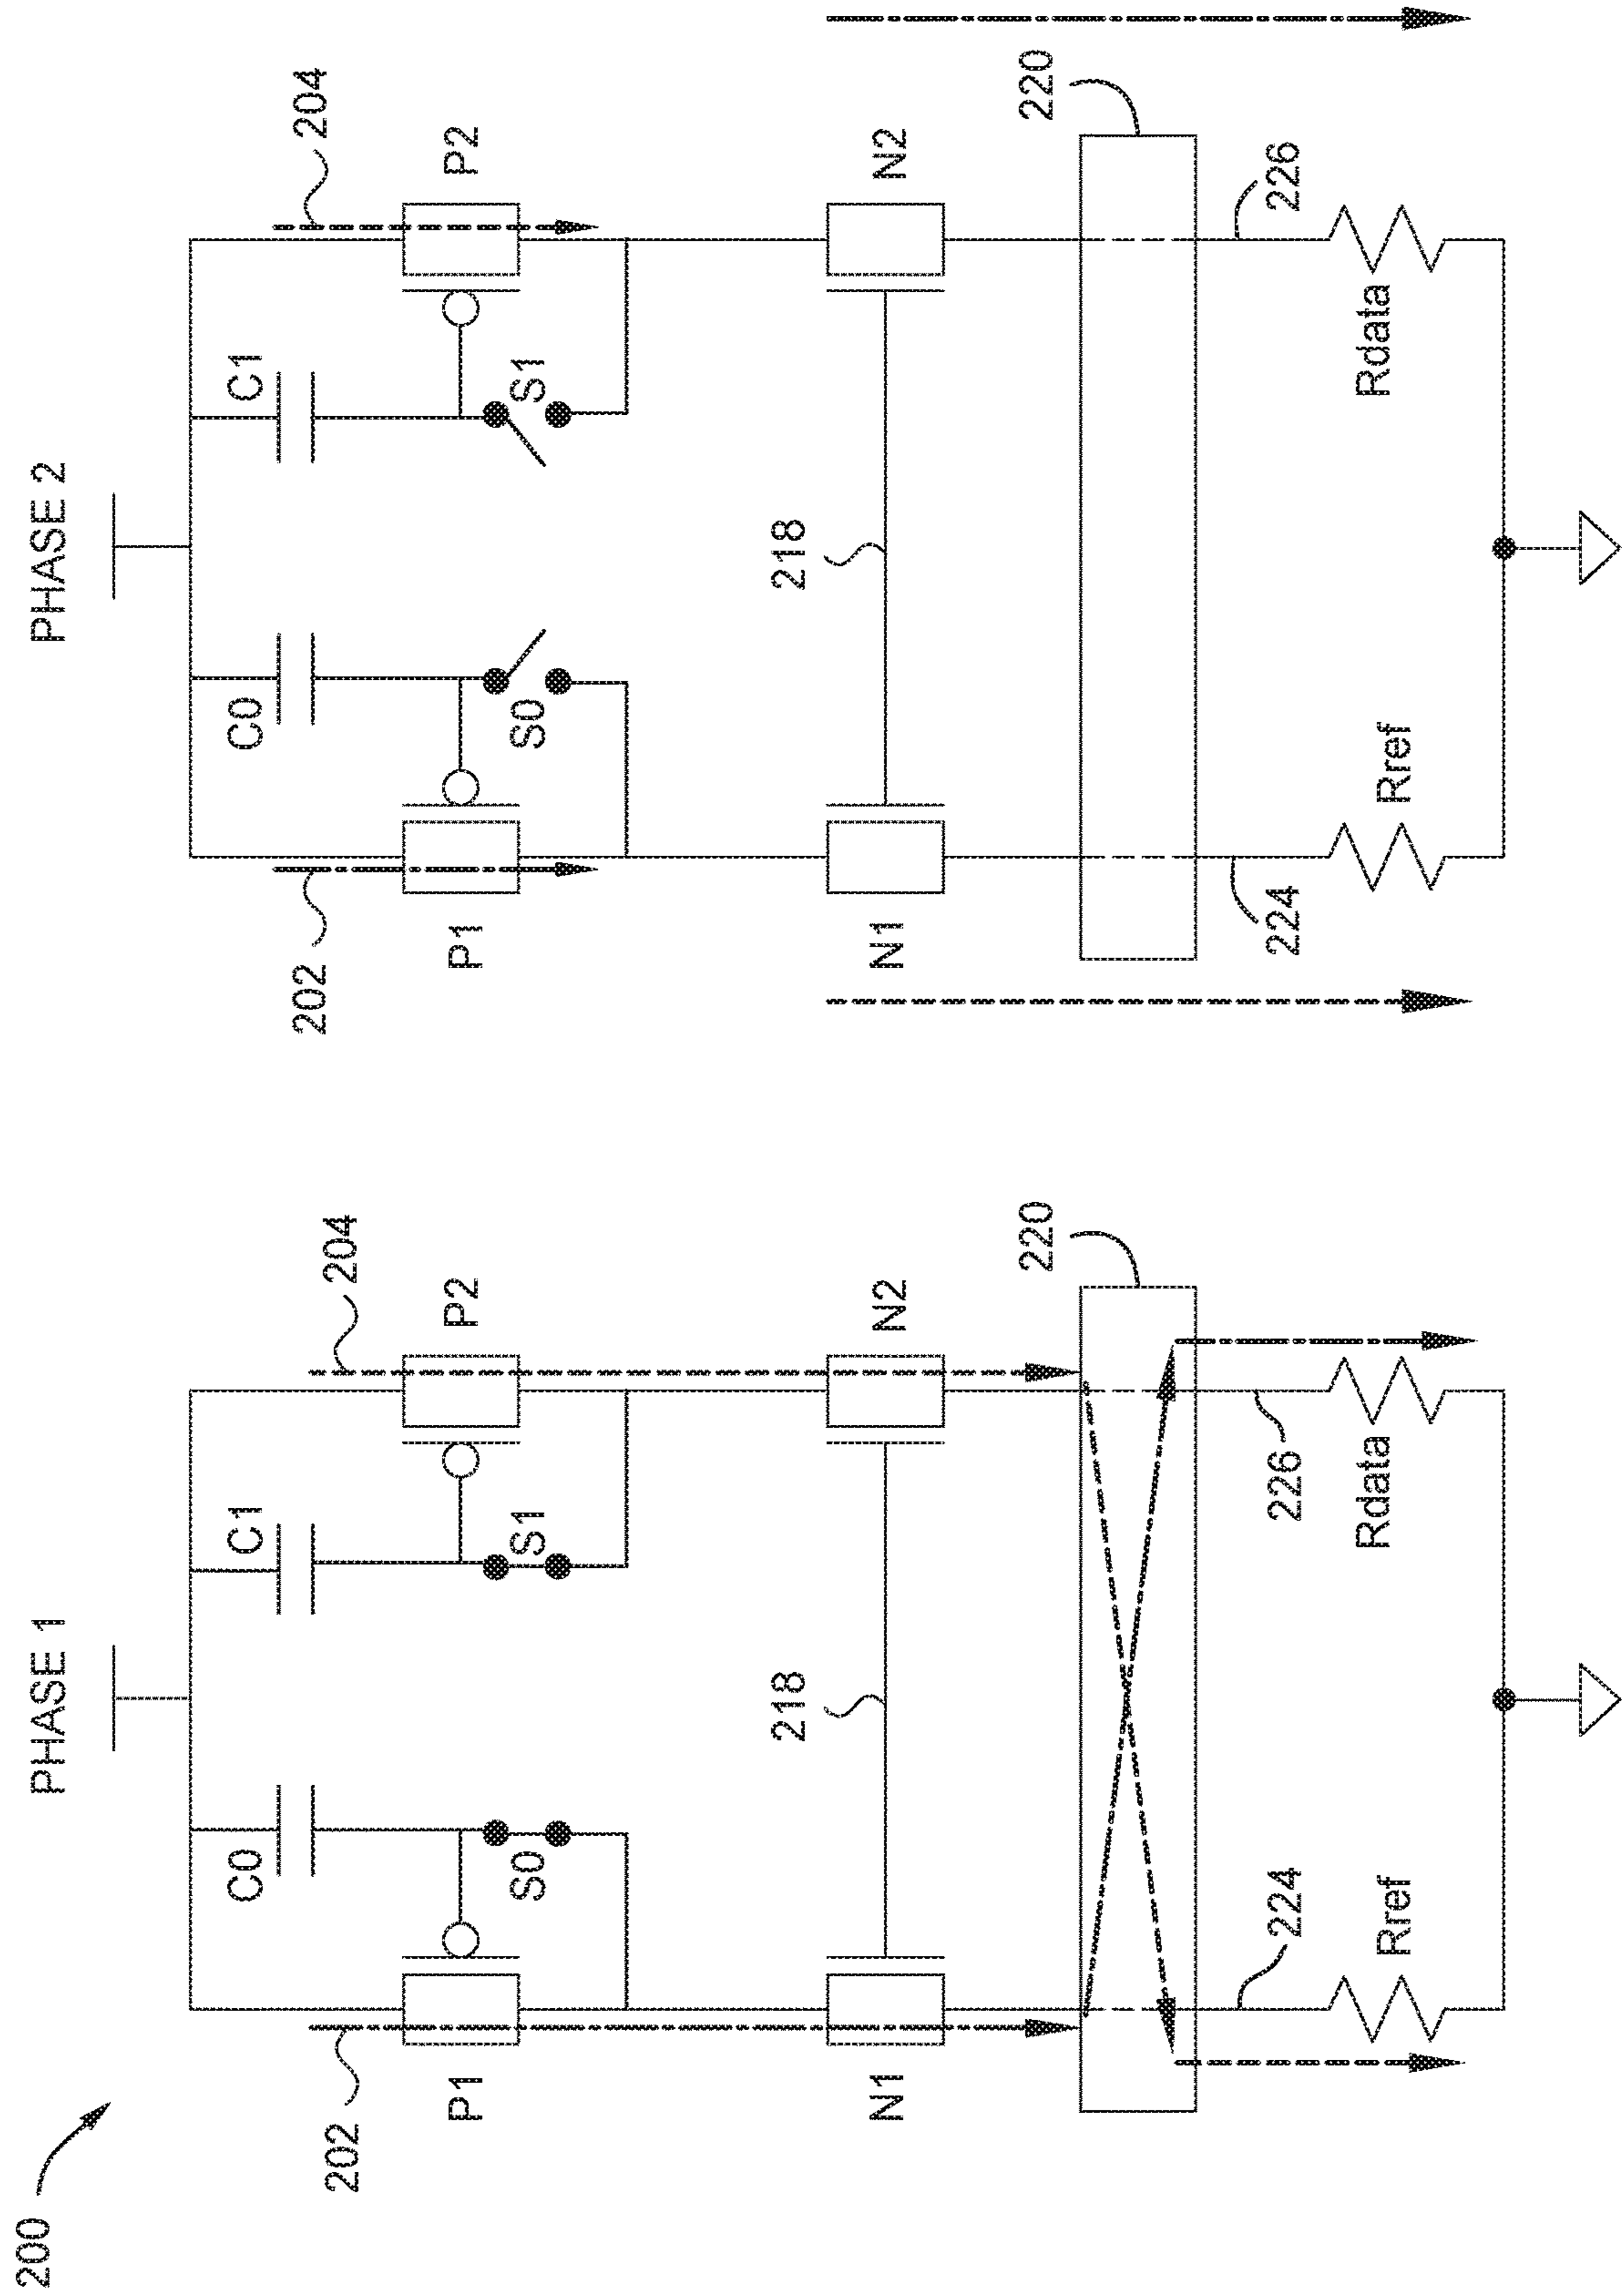 200
PHASE 1
202
204
C0
C1
P1
P2
S0
S1
218
N1
N2
220
224
226
Rref
Rdata
PHASE 2
202
204
C0
C1
P1
P2
S0
S1
218
N1
N2
220
224
226
Rref
Rdata